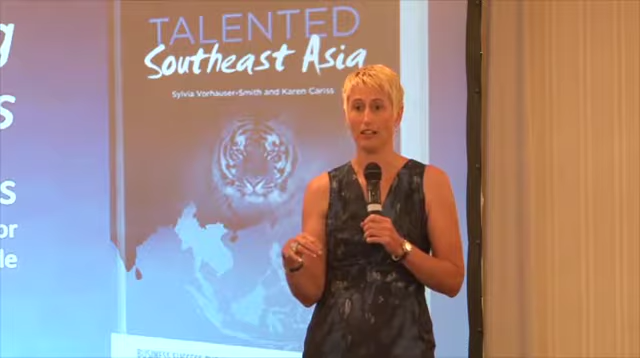 g
TALENTED
Southeast Asia
s
Sylvia Vorhauser-Smith and Karen Cariss
s
or
le